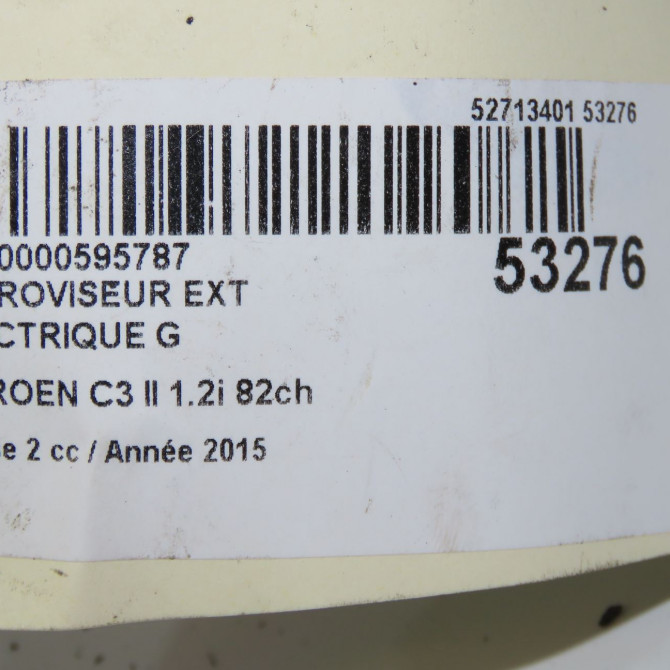 52713401 53276
0000595787
53276
ROVISEUR EXT
CTRIQUE G
ROEN C3 II 1.2i 82ch
e 2 cc / Année 2015